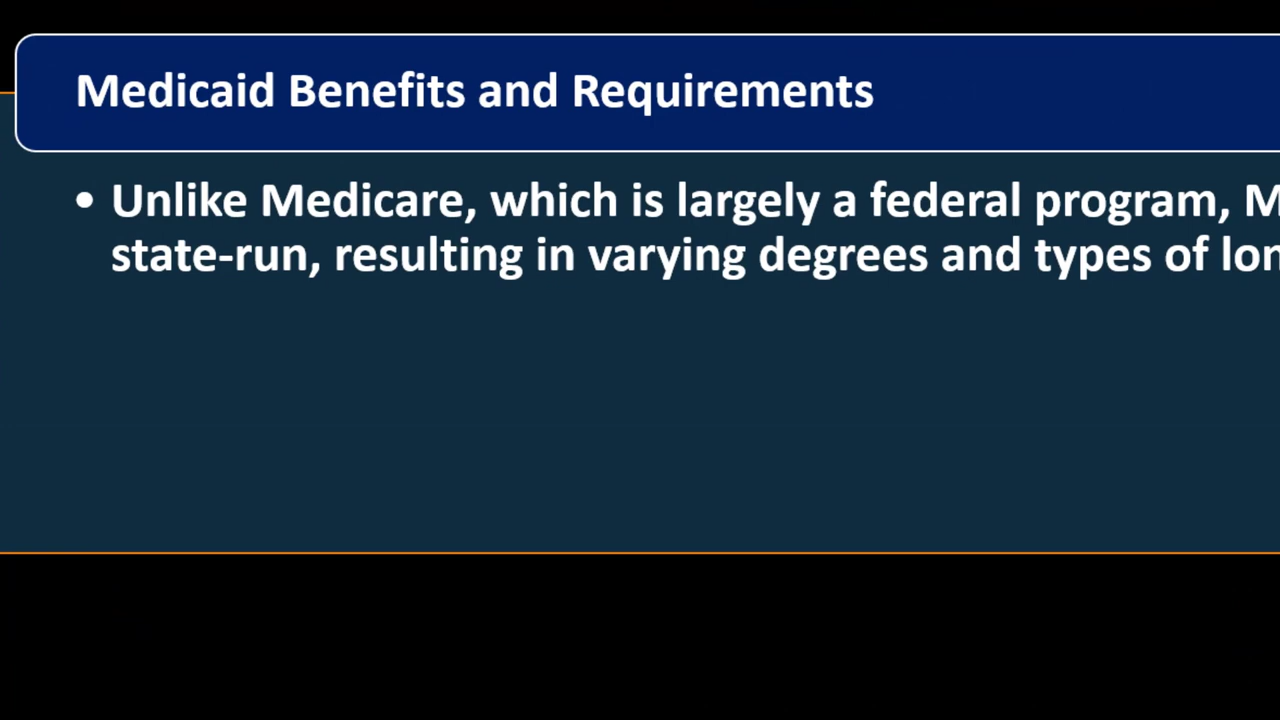 Medicaid Benefits and Requirements
• Unlike Medicare, which is largely a federal program,
state-run, resulting in varying degrees and types of